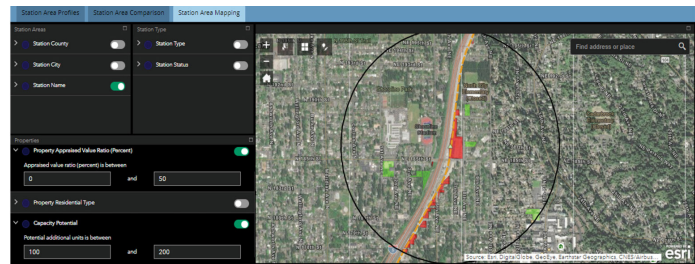 Station Area Profiles
Station Area Comparison
Station Area Mapping
Station Areas
Station Type
Station County
Station Type
Station City
Station Status
Station Name
Find address or place
Properties
Property Appraised Value Ratio (Percent)
Appraised value ratio (percent) is between
0
and
50
Property Residential Type
Capacity Potential
Potential additional units is between
100
and
200
Source: Esri, DigitalGlobe, GeoEye, Earthstar Geographics, CNES/Airbus...
POWERED BY
esri